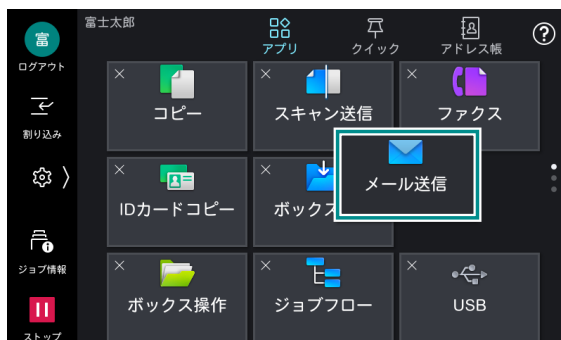 富
富士太郎
アプリ
クイック
アドレス帳
?
ログアウト
割り込み
ジョブ情報
ストップ
コピー
スキャン送信
ファクス
IDカードコピー
ボックス
メール送信
ボックス操作
ジョブフロー
USB